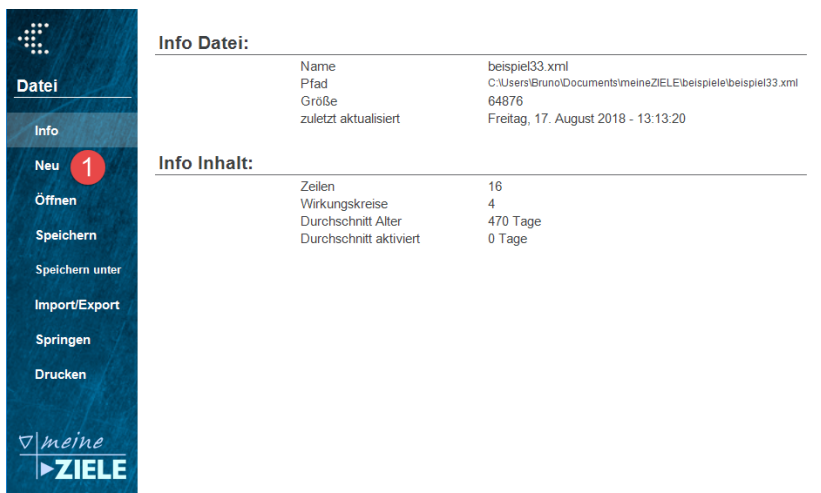 Datei
Info
Neu 1
Öffnen
Speichern
Speichern unter
Import/Export
Springen
Drucken
meine
ZIELE
Info Datei:
Name beispiel33.xml
Pfad C:\Users\Bruno\Documents\meineZIELE\beispiele\beispiel33.xml
Größe 64876
zuletzt aktualisiert Freitag, 17. August 2018 - 13:13:20
Info Inhalt:
Zeilen 16
Wirkungskreise 4
Durchschnitt Alter 470 Tage
Durchschnitt aktiviert 0 Tage